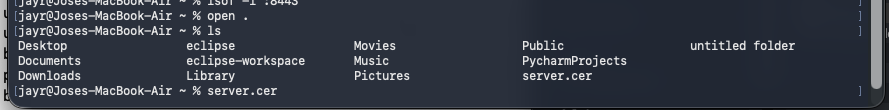 [jayr@Joses-MacBook-Air ~ % lsof -i :8443 ]
[jayr@Joses-MacBook-Air ~ % open . ]
[jayr@Joses-MacBook-Air ~ % ls ]
Desktop eclipse Movies Public untitled folder
Documents eclipse-workspace Music PycharmProjects
Downloads Library Pictures server.cer
[jayr@Joses-MacBook-Air ~ % server.cer ]